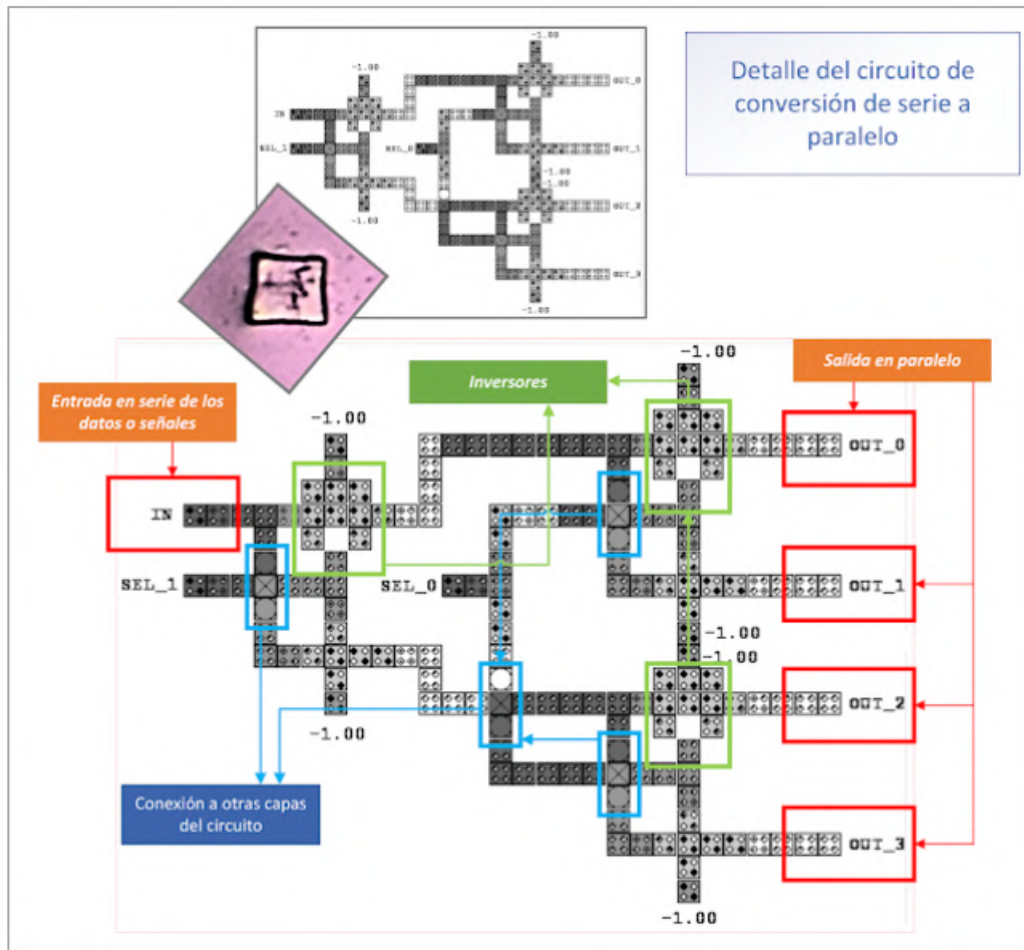 -1.00
-1.00
OUT_0
IN
SEL_1
SEL_0
OUT_1
-1.00
-1.00
OUT_2
-1.00
OUT_3
-1.00
Detalle del circuito de
conversión de serie a
paralelo
Entrada en serie de los
datos o señales
Inversores
Salida en paralelo
-1.00
-1.00
OUT_0
IN
SEL_1
SEL_0
OUT_1
-1.00
-1.00
OUT_2
-1.00
Conexión a otras capas
del circuito
OUT_3
-1.00